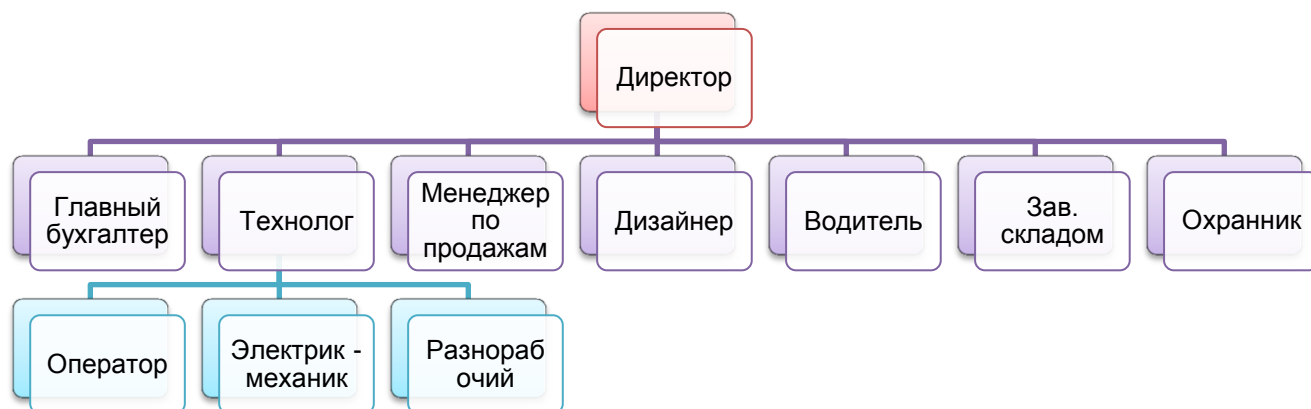 Директор
Главный
бухгалтер
Технолог
Менеджер
по
продажам
Дизайнер
Водитель
Зав.
складом
Охранник
Оператор
Электрик -
механик
Разнораб
очий